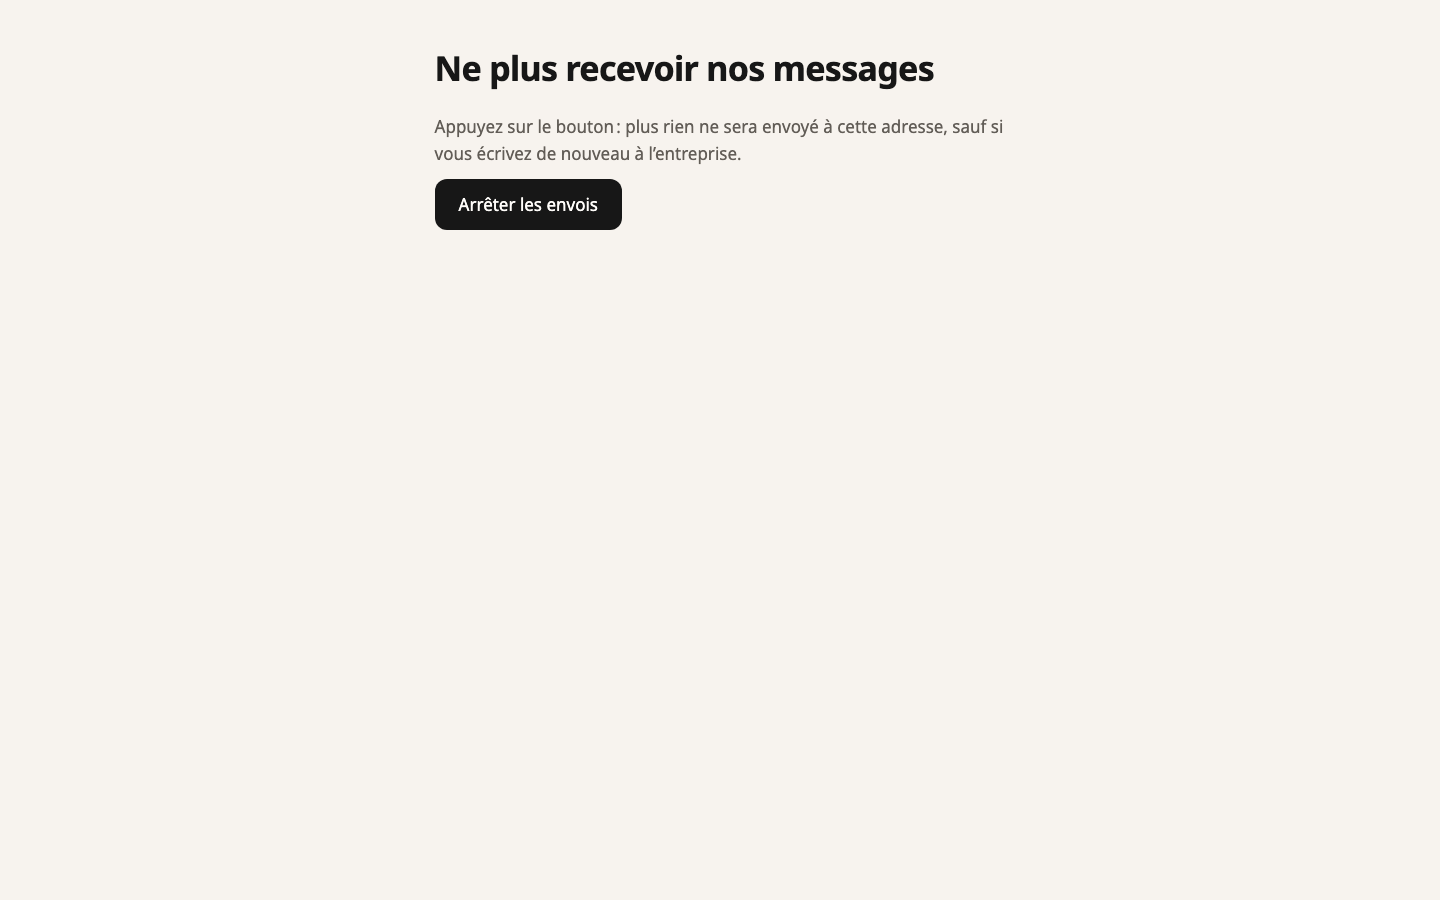 Ne plus recevoir nos messages
Appuyez sur le bouton : plus rien ne sera envoyé à cette adresse, sauf si
vous écrivez de nouveau à l’entreprise.
Arrêter les envois